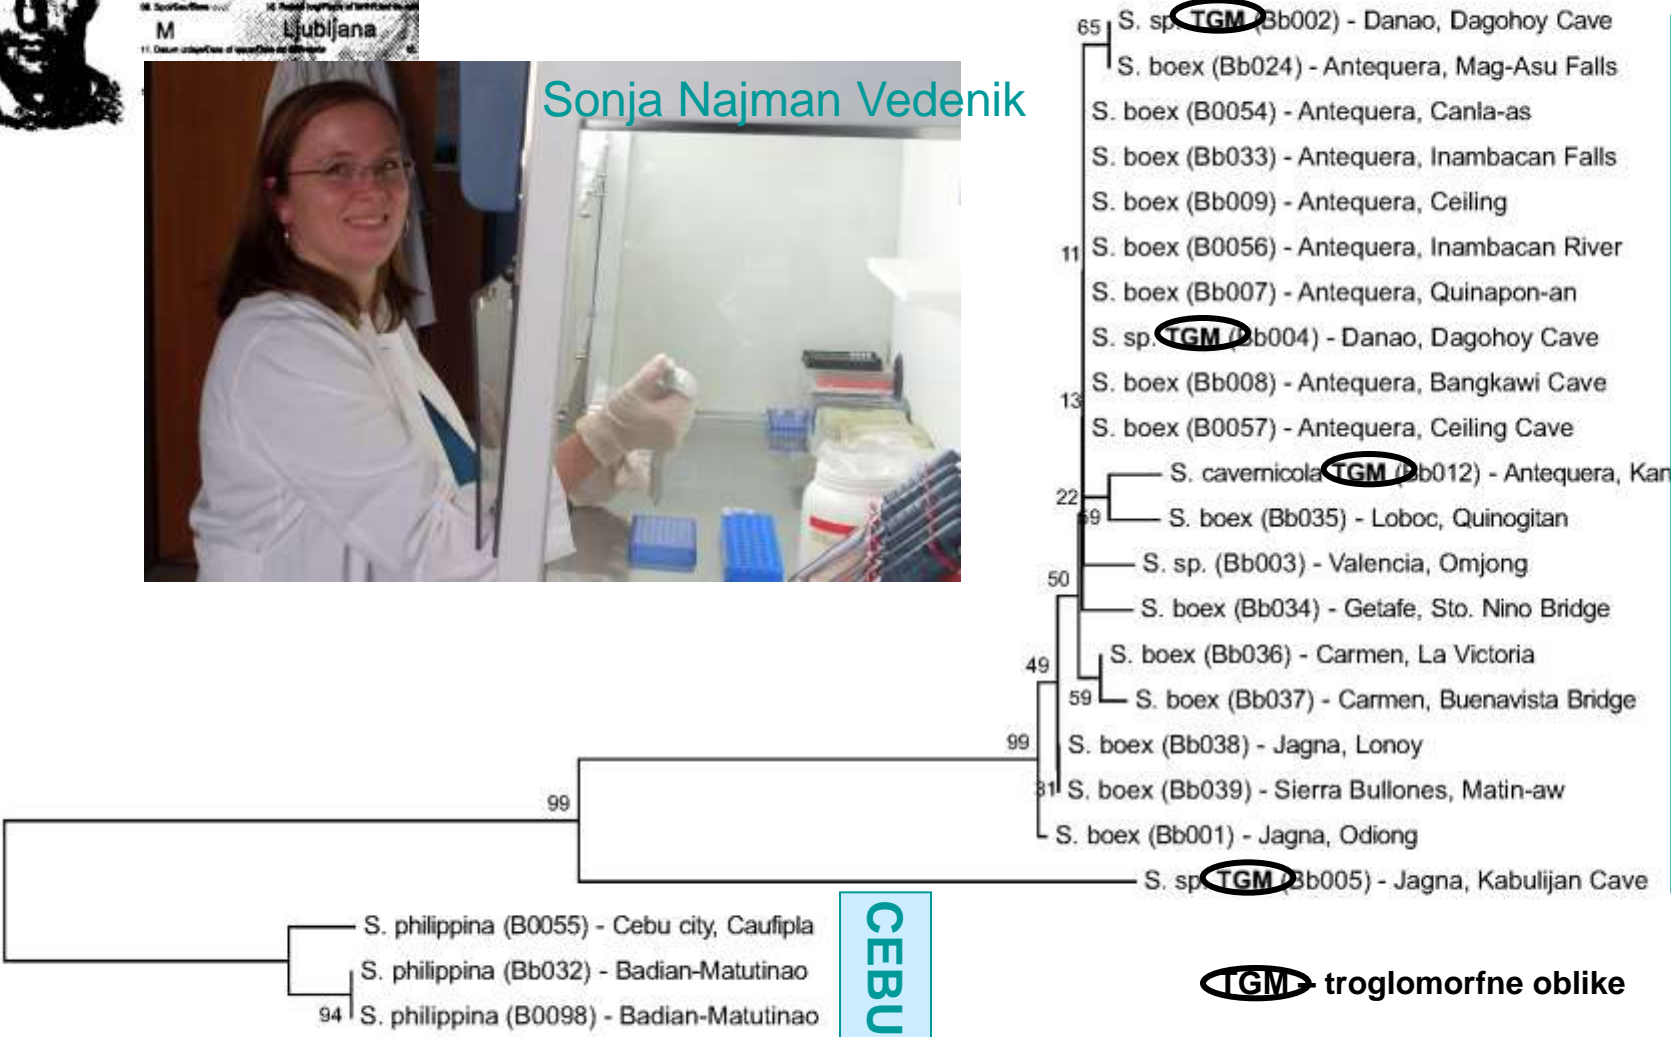 M
Ljubljana
Sonja Najman Vedenik
65
S. sp. TGM (Bb002) - Danao, Dagohoy Cave
S. boex (Bb024) - Antequera, Mag-Asu Falls
S. boex (B0054) - Antequera, Canla-as
S. boex (Bb033) - Antequera, Inambacan Falls
S. boex (Bb009) - Antequera, Ceiling
11
S. boex (B0056) - Antequera, Inambacan River
S. boex (Bb007) - Antequera, Quinapon-an
S. sp. TGM (Bb004) - Danao, Dagohoy Cave
S. boex (Bb008) - Antequera, Bangkawi Cave
13
S. boex (B0057) - Antequera, Ceiling Cave
S. cavernicola TGM (Bb012) - Antequera, Kan
22
59
S. boex (Bb035) - Loboc, Quinogitan
S. sp. (Bb003) - Valencia, Omjong
50
S. boex (Bb034) - Getafe, Sto. Nino Bridge
S. boex (Bb036) - Carmen, La Victoria
49
59
S. boex (Bb037) - Carmen, Buenavista Bridge
99
S. boex (Bb038) - Jagna, Lonoy
31
S. boex (Bb039) - Sierra Bullones, Matin-aw
99
S. boex (Bb001) - Jagna, Odiong
S. sp. TGM (Bb005) - Jagna, Kabulijan Cave
S. philippina (B0055) - Cebu city, Caufipla
S. philippina (Bb032) - Badian-Matutinao
94
S. philippina (B0098) - Badian-Matutinao
CEBU
TGM - troglomorfne oblike